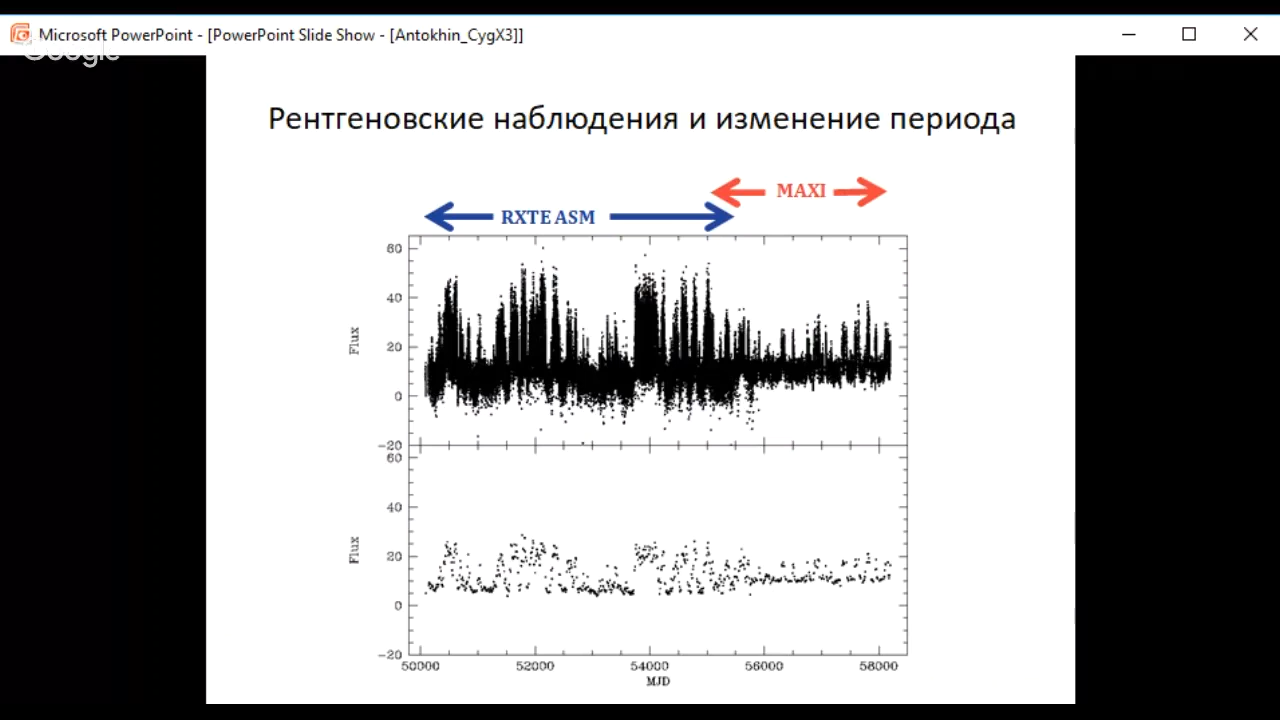 Microsoft PowerPoint - [PowerPoint Slide Show - [Antokhin_CygX3]]
Google
Рентгеновские наблюдения и изменение периода
MAXI
RXTE ASM
60
40
20
0
-20
Flux
60
40
20
0
-20
Flux
50000 52000 54000 56000 58000
MJD